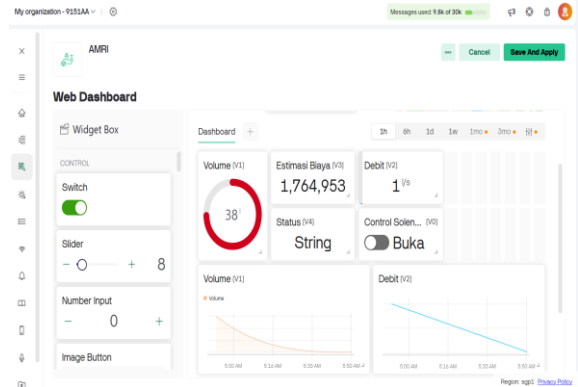 My organization - 9151AA
Messages used: 9.8k of 30k
AMRI
Cancel
Save And Apply
Web Dashboard
Widget Box
Dashboard
1h 6h 1d 1w 1mo 3mo
CONTROL
Switch
Slider
8
Number Input
0
Image Button
Volume (V1)
38
Estimasi Biaya (V3)
1,764,953
Debit (V2)
1 l/s
Status (V4)
String
Control Solen... (V0)
Buka
Volume (V1)
Volume
5:00 AM 5:16 AM 5:33 AM 5:50 AM
Debit (V2)
5:00 AM 5:16 AM 5:33 AM 5:50 AM
Region: sgp1 Privacy Policy